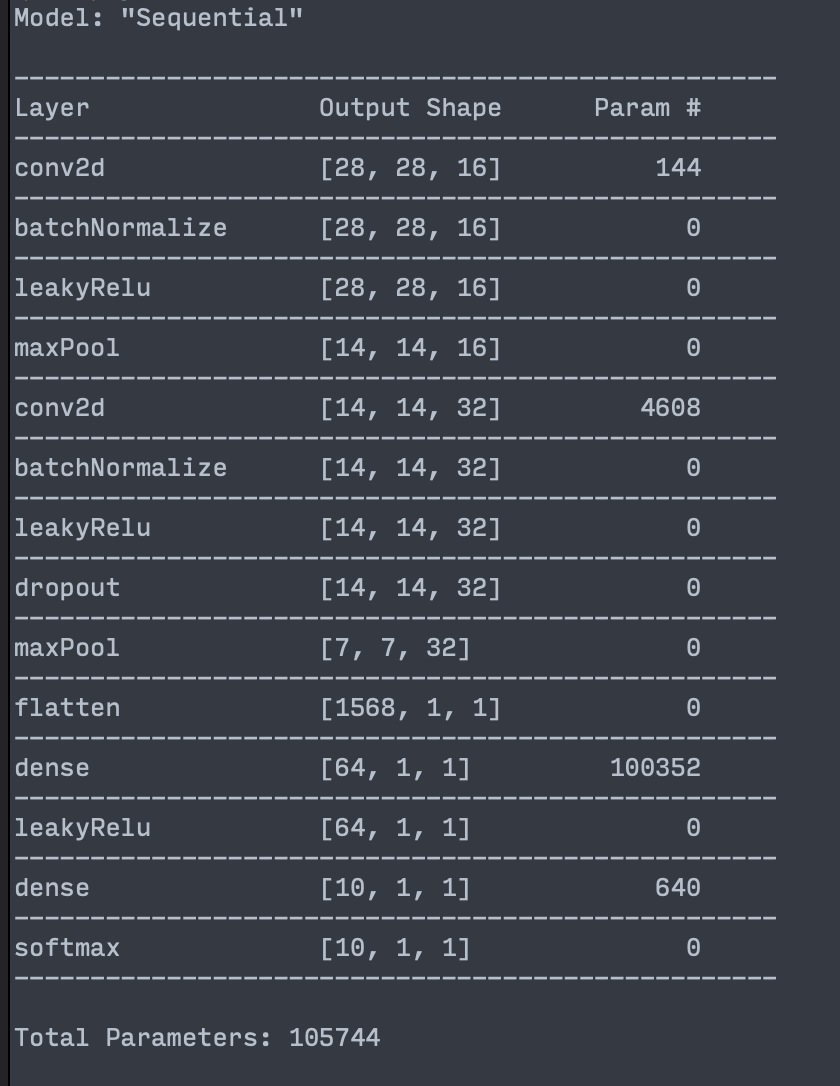 Model: "Sequential"
-------------------------------------------------
Layer Output Shape Param #
-------------------------------------------------
conv2d [28, 28, 16] 144
-------------------------------------------------
batchNormalize [28, 28, 16] 0
-------------------------------------------------
leakyRelu [28, 28, 16] 0
-------------------------------------------------
maxPool [14, 14, 16] 0
-------------------------------------------------
conv2d [14, 14, 32] 4608
-------------------------------------------------
batchNormalize [14, 14, 32] 0
-------------------------------------------------
leakyRelu [14, 14, 32] 0
-------------------------------------------------
dropout [14, 14, 32] 0
-------------------------------------------------
maxPool [7, 7, 32] 0
-------------------------------------------------
flatten [1568, 1, 1] 0
-------------------------------------------------
dense [64, 1, 1] 100352
-------------------------------------------------
leakyRelu [64, 1, 1] 0
-------------------------------------------------
dense [10, 1, 1] 640
-------------------------------------------------
softmax [10, 1, 1] 0
-------------------------------------------------
Total Parameters: 105744